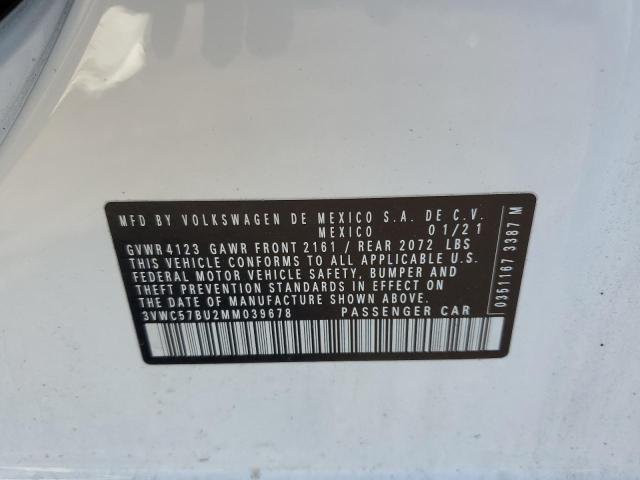 MFD BY VOLKSWAGEN DE MEXICO S.A. DE C.V.
MEXICO 01/21
GVWR 4123 GAWR FRONT 2161 / REAR 2072 LBS
THIS VEHICLE CONFORMS TO ALL APPLICABLE U.S.
FEDERAL MOTOR VEHICLE SAFETY, BUMPER AND
THEFT PREVENTION STANDARDS IN EFFECT ON
THE DATE OF MANUFACTURE SHOWN ABOVE.
3VWC57BU2MM039678 PASSENGER CAR
0351167 3387 M